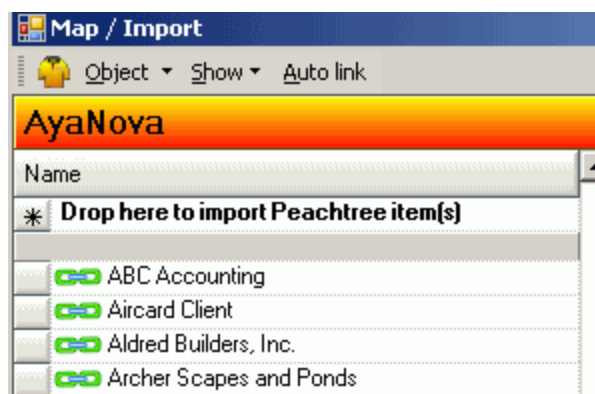 Map / Import
Object Show Auto link
AyaNova
Name
Drop here to import Peachtree item(s)
ABC Accounting
Aircard Client
Aldred Builders, Inc.
Archer Scapes and Ponds